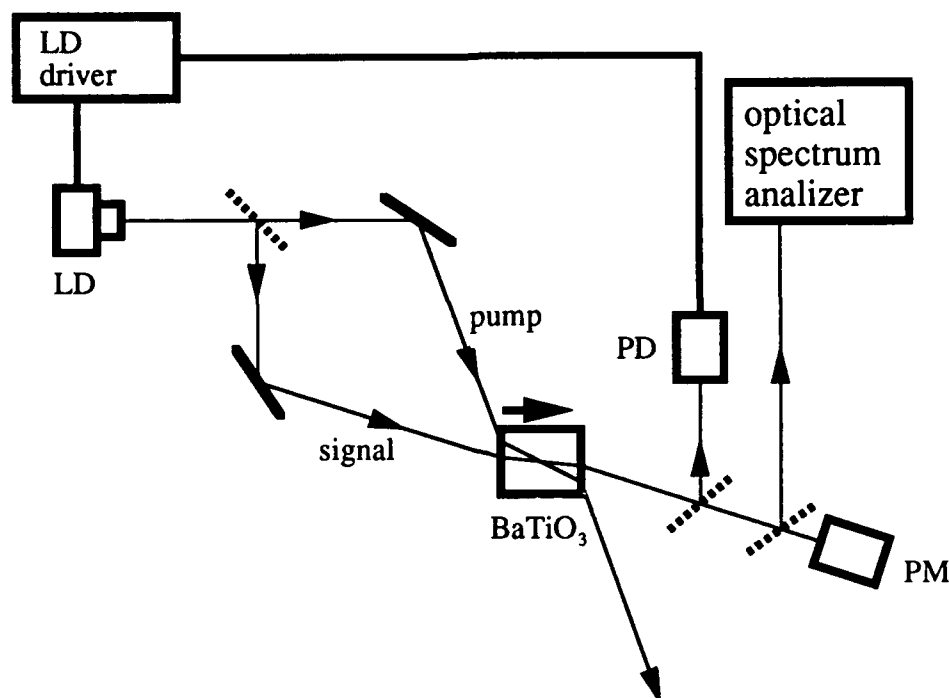 LD
driver
optical
spectrum
analizer
LD
pump
PD
signal
BaTiO₃
PM